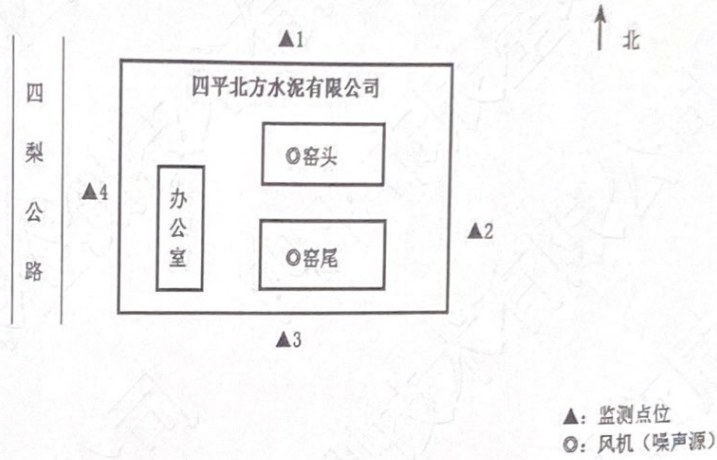 ▲1
北
四平北方水泥有限公司
四梨公路
◎窑头
▲4
办公室
▲2
◎窑尾
▲3
▲: 监测点位
◎: 风机（噪声源）